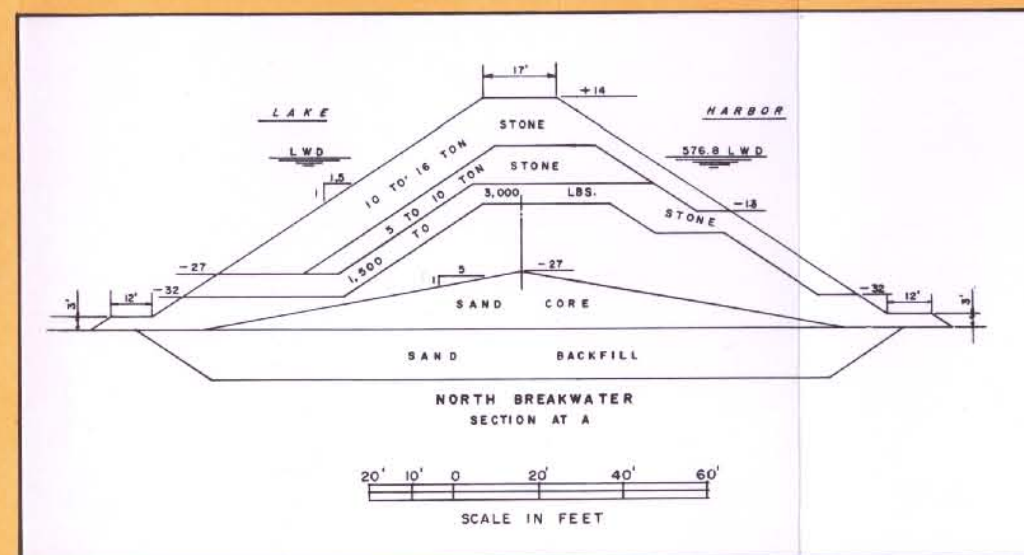 17'
+14
LAKE
HARBOR
STONE
LWD
576.8 LWD
10 TO 16 TON
STONE
1.5
1
5 TO 10 TON
3,000 LBS.
1,500 TO
STONE
-13
-27
5
1
-27
-32
-32
12'
12'
3'
3'
SAND CORE
SAND BACKFILL
NORTH BREAKWATER
SECTION AT A
20' 10' 0 20' 40' 60'
SCALE IN FEET